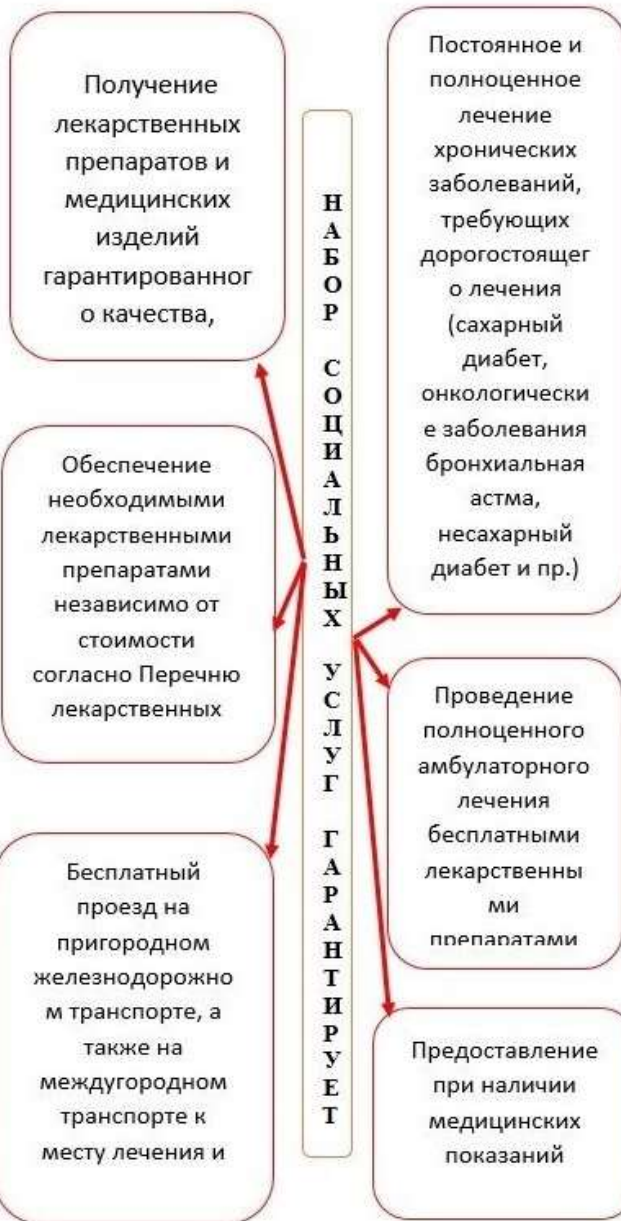 Получение
лекарственных
препаратов и
медицинских
изделий
гарантированног
о качества,
Обеспечение
необходимыми
лекарственными
препаратами
независимо от
стоимости
согласно Перечню
лекарственных
Бесплатный
проезд на
пригородном
железнодорожно
м транспорте, а
также на
междугородном
транспорте к
месту лечения и
НАБОР СОЦИАЛЬНЫХ УСЛУГ ГАРАНТИРУЕТ
Постоянное и
полноценное
лечение
хронических
заболеваний,
требующих
дорогостоящег
о лечения
(сахарный
диабет,
онкологически
е заболевания
бронхиальная
астма,
несахарный
диабет и пр.)
Проведение
полноценного
амбулаторного
лечения
бесплатными
лекарственны
ми
препаратами
Предоставление
при наличии
медицинских
показаний